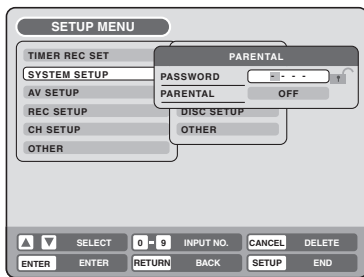 SETUP MENU
TIMER REC SET
SYSTEM SETUP
AV SETUP
REC SETUP
CH SETUP
OTHER
PARENTAL
PASSWORD - - - -
PARENTAL OFF
DISC SETUP
OTHER
▲ ▼ SELECT 0 - 9 INPUT NO. CANCEL DELETE
ENTER ENTER RETURN BACK SETUP END